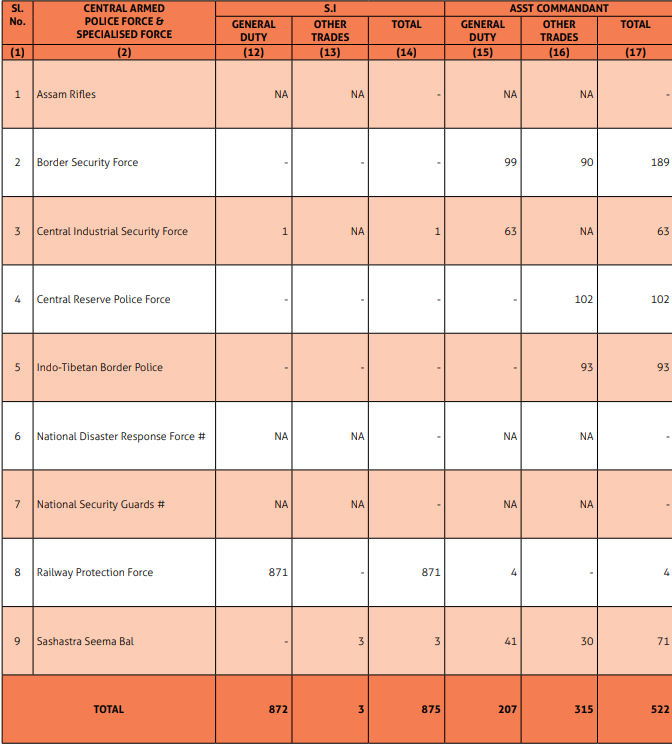 Sl. No. CENTRAL ARMED POLICE FORCE & SPECIALISED FORCE S.I ASST COMMANDANT
GENERAL DUTY OTHER TRADES TOTAL GENERAL DUTY OTHER TRADES TOTAL
(1) (2) (12) (13) (14) (15) (16) (17)
1 Assam Rifles NA NA - NA NA -
2 Border Security Force - - - 99 90 189
3 Central Industrial Security Force 1 NA 1 63 NA 63
4 Central Reserve Police Force - - - - 102 102
5 Indo-Tibetan Border Police - - - - 93 93
6 National Disaster Response Force # NA NA - NA NA -
7 National Security Guards # NA NA - NA NA -
8 Railway Protection Force 871 - 871 4 - 4
9 Sashastra Seema Bal - 3 3 41 30 71
TOTAL 872 3 875 207 315 522